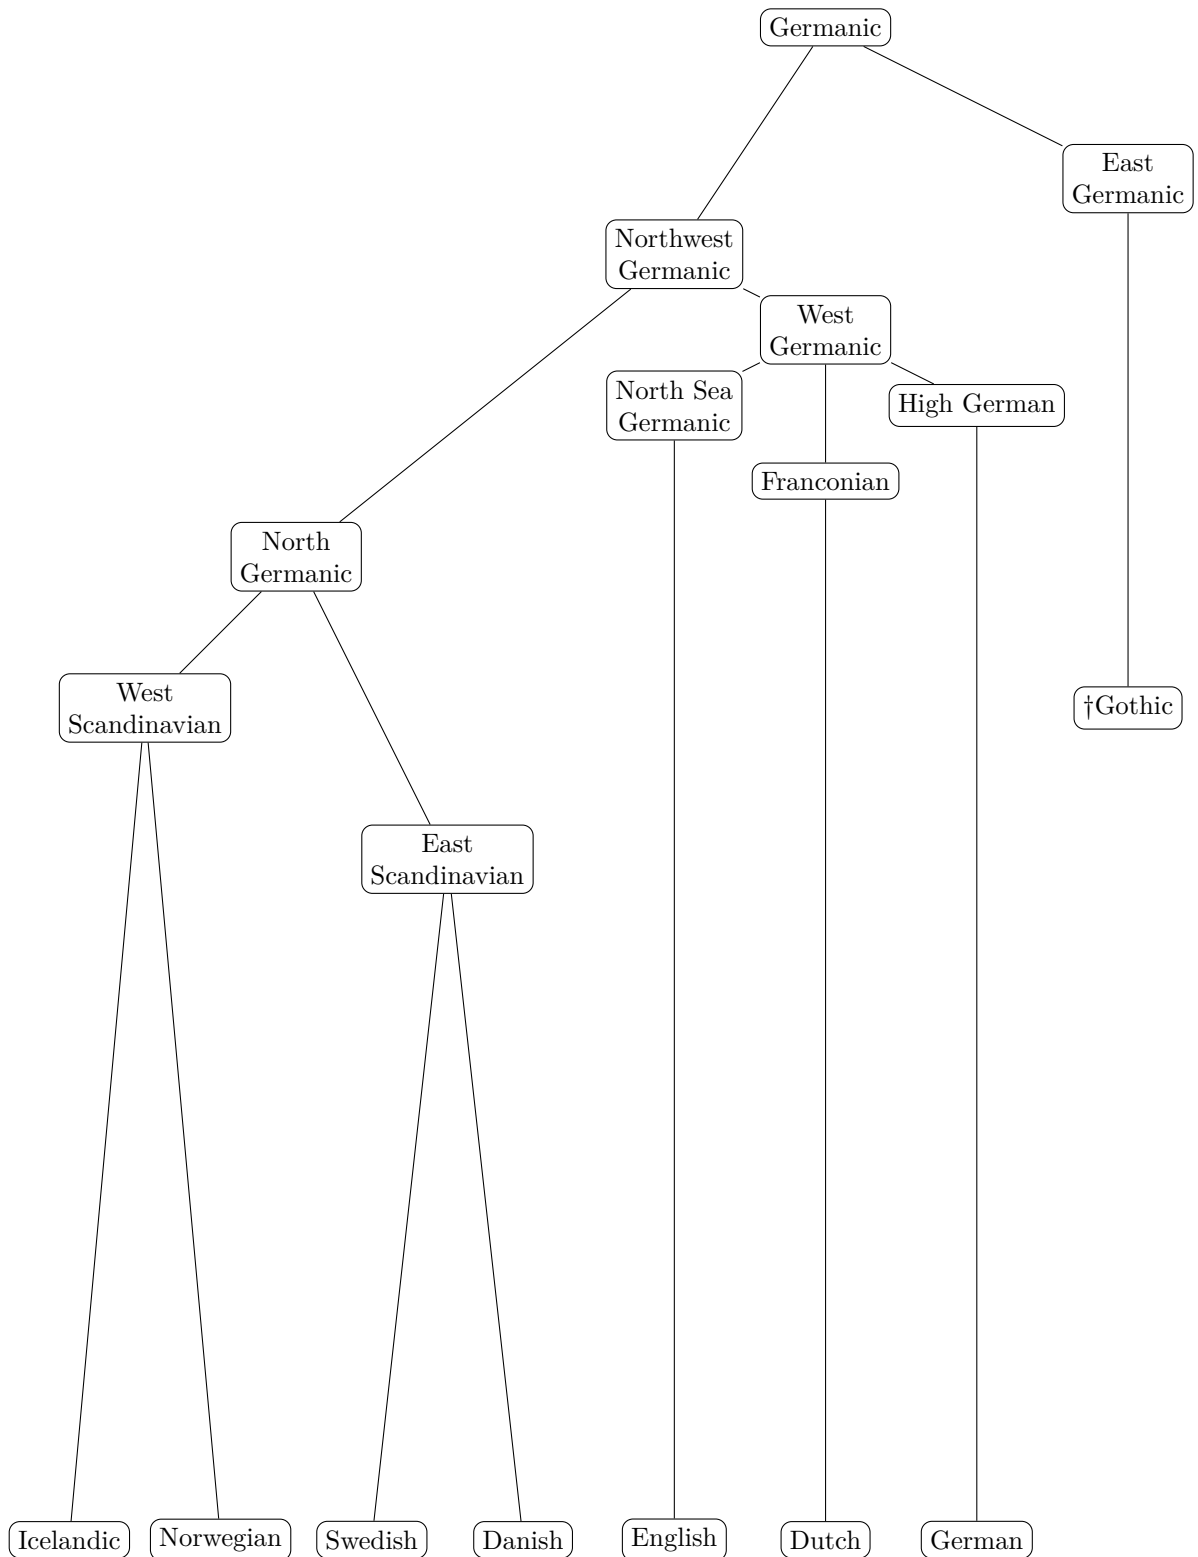 Germanic
East
Germanic
Northwest
Germanic
West
Germanic
North Sea
Germanic
High German
Franconian
North
Germanic
West
Scandinavian
†Gothic
East
Scandinavian
Icelandic
Norwegian
Swedish
Danish
English
Dutch
German